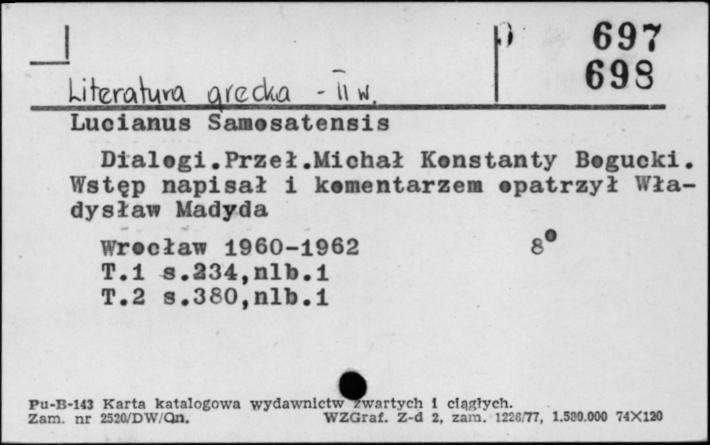 697
698
Literatura grecka - II w.
Lucianus Samosatensis
Dialogi.Przeł.Michał Konstanty Bogucki.
Wstęp napisał i komentarzem opatrzył Wła-
dysław Madyda
Wrocław 1960-1962 8°
T.1 s.234,nlb.1
T.2 s.380,nlb.1
Pu-B-143 Karta katalogowa wydawnictw zwartych i ciągłych.
Zam. nr 2520/DW/Qn. WZGraf. Z-d 2, zam. 1226/77, 1.580.000 74X120